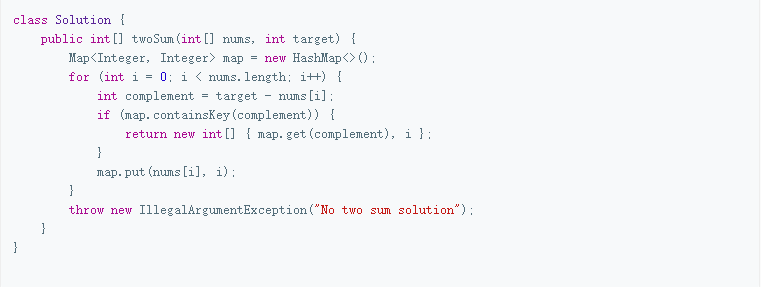 class Solution {
    public int[] twoSum(int[] nums, int target) {
        Map<Integer, Integer> map = new HashMap<>();
        for (int i = 0; i < nums.length; i++) {
            int complement = target - nums[i];
            if (map.containsKey(complement)) {
                return new int[] { map.get(complement), i };
            }
            map.put(nums[i], i);
        }
        throw new IllegalArgumentException("No two sum solution");
    }
}